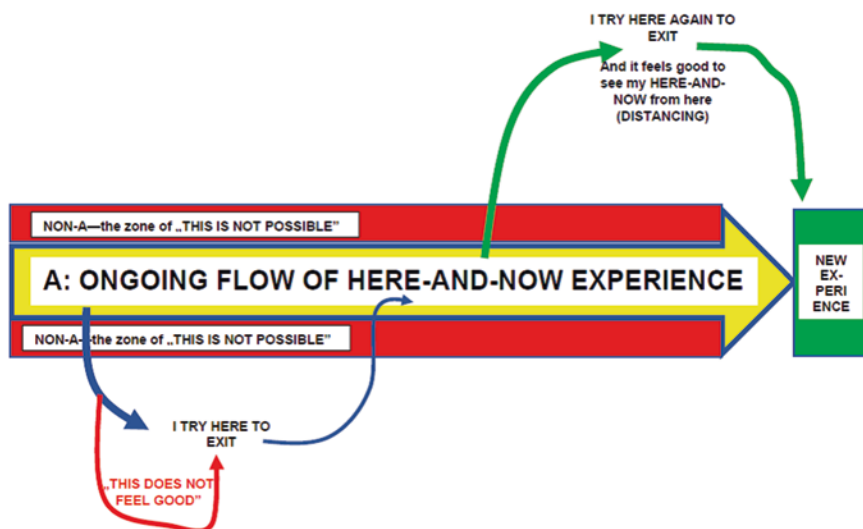 I TRY HERE AGAIN TO
EXIT
And it feels good to
see my HERE-AND-
NOW from here
(DISTANCING)
NON-A—the zone of „THIS IS NOT POSSIBLE”
A: ONGOING FLOW OF HERE-AND-NOW EXPERIENCE
NEW
EX-
PERI
ENCE
NON-A—the zone of „THIS IS NOT POSSIBLE”
I TRY HERE TO
EXIT
„THIS DOES NOT
FEEL GOOD”